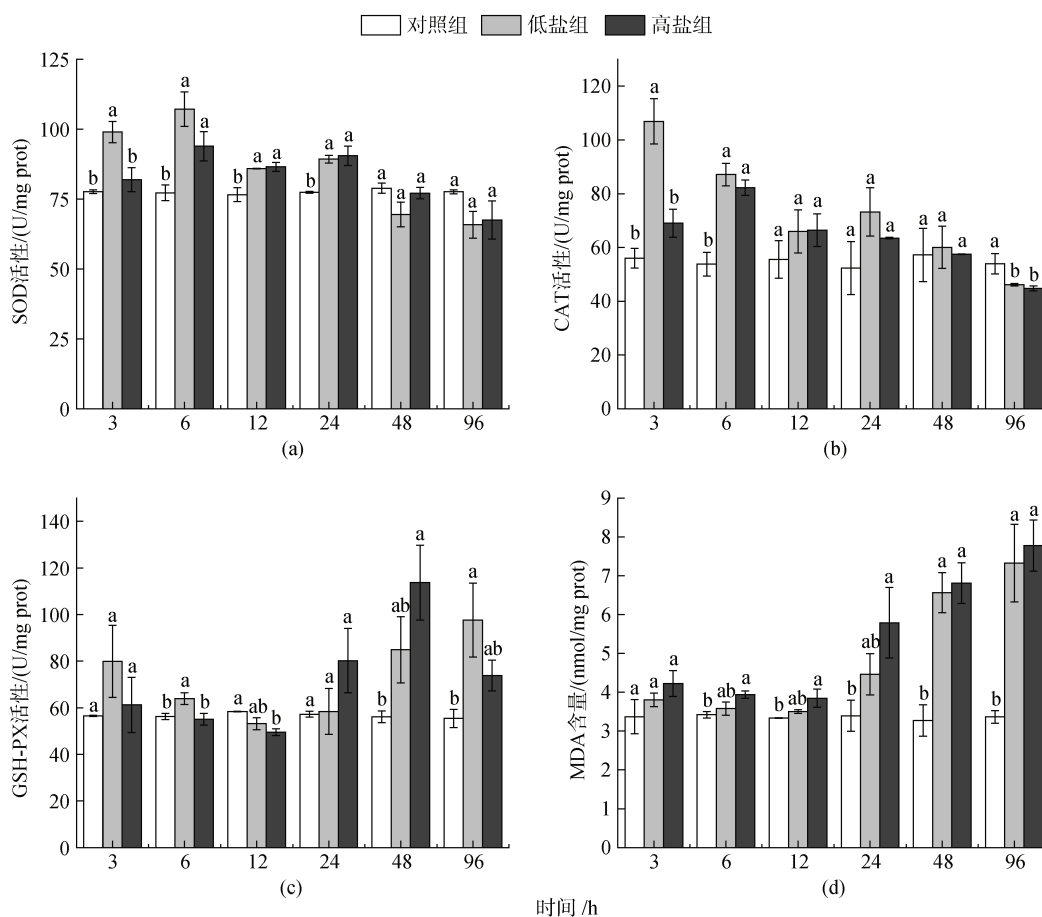 对照组 低盐组 高盐组
SOD活性/(U/mg prot)
125
100
75
50
25
0
b a b
b a a
b a a
b a a
a a a
a a a
3 6 12 24 48 96
(a)
CAT活性/(U/mg prot)
120
100
80
60
40
20
0
b a b
b a a
a a a
a a a
a a a
a b b
3 6 12 24 48 96
(b)
GSH-PX活性/(U/mg prot)
140
120
100
80
60
40
20
0
a a a
b a b
a ab b
a a a
b ab a
b a ab
3 6 12 24 48 96
(c)
MDA含量/(nmol/mg prot)
9
8
7
6
5
4
3
2
1
0
a a a
b ab a
b ab a
b ab a
b a a
b a a
3 6 12 24 48 96
(d)
时间 /h